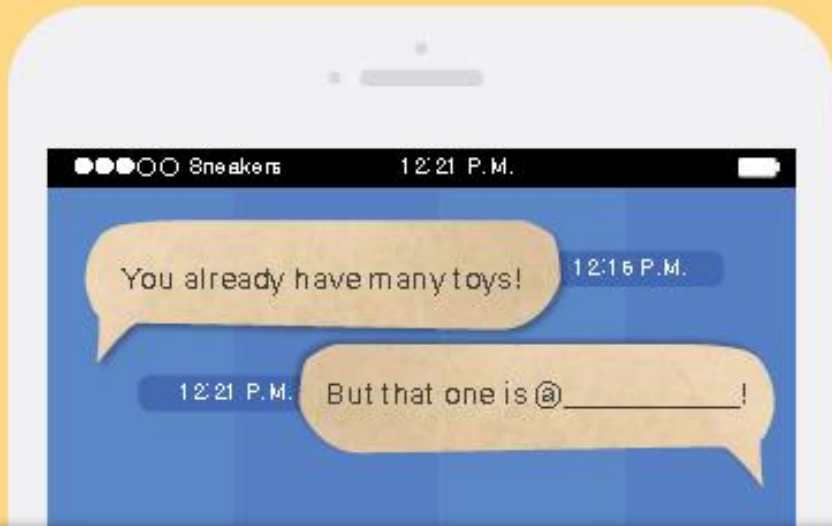 Sneakers 12:21 P.M.
You already have many toys! 12:16 P.M.
12:21 P.M. But that one is ⓐ__________!